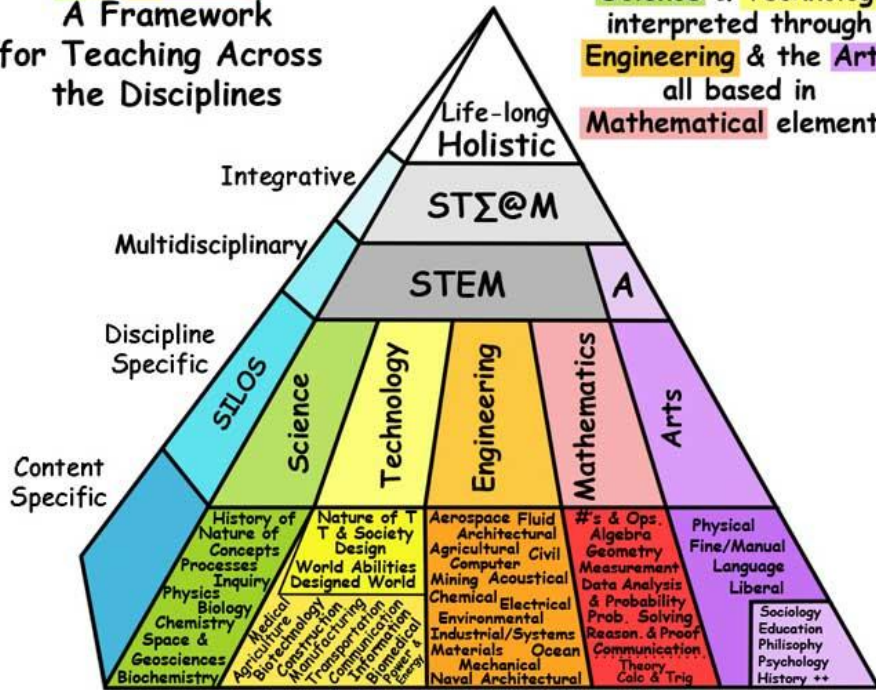 A Framework
for Teaching Across
the Disciplines
interpreted through
Engineering & the Art
all based in
Mathematical element
Life-long
Holistic
Integrative
STΣ@M
Multidisciplinary
STEM
A
Discipline
Specific
SILOS
Science
Technology
Engineering
Mathematics
Arts
Content
Specific
History of
Nature of
Concepts
Processes
Inquiry
Physics
Biology
Chemistry
Space &
Geosciences
Biochemistry
Nature of T
T & Society
Design
World Abilities
Designed World
Medical
Agriculture
Biotechnology
Construction
Manufacturing
Transportation
Communication
Information
Biomedical
Power &
Energy
Aerospace Fluid
Architectural
Agricultural Civil
Computer
Mining Acoustical
Chemical Electrical
Environmental
Industrial/Systems
Materials Ocean
Mechanical
Naval Architectural
#'s & Ops.
Algebra
Geometry
Measurement
Data Analysis
& Probability
Prob. Solving
Reason. & Proof
Communication
Theory
Calc & Trig
Physical
Fine/Manual
Language
Liberal
Sociology
Education
Philisophy
Psychology
History ++